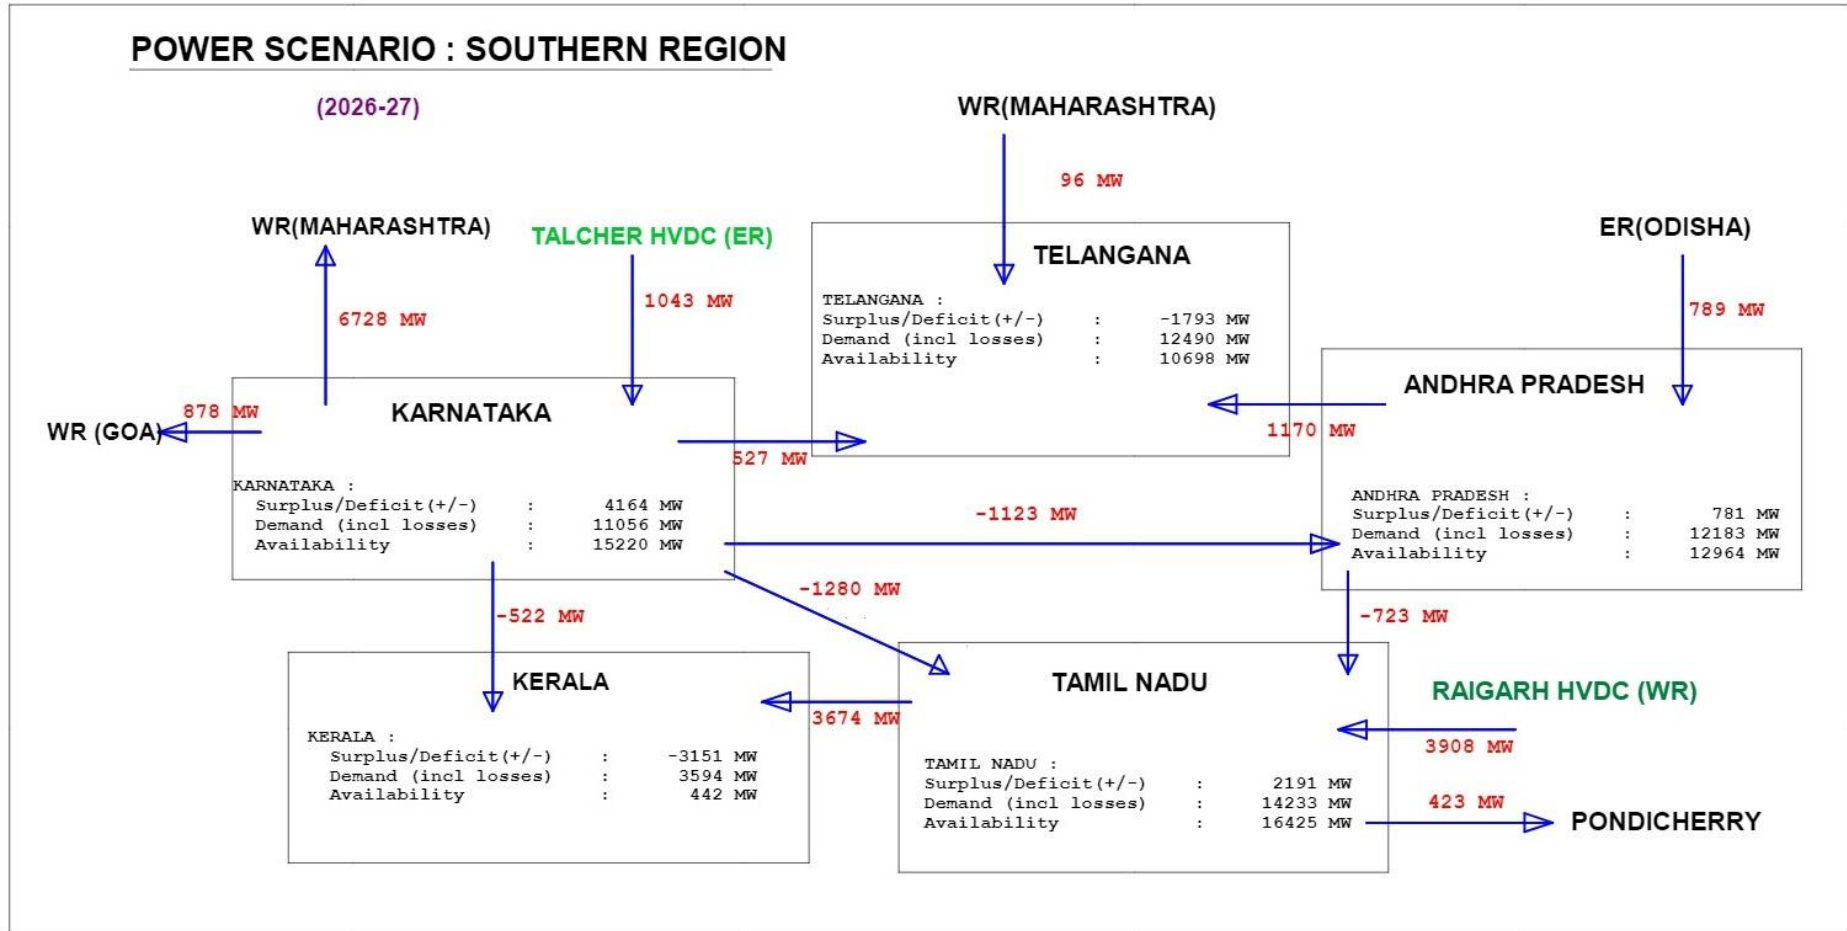 POWER SCENARIO : SOUTHERN REGION
(2026-27)
WR(MAHARASHTRA)
96 MW
WR(MAHARASHTRA)
TALCHER HVDC (ER)
ER(ODISHA)
6728 MW
1043 MW
789 MW
TELANGANA
TELANGANA :
Surplus/Deficit(+/-) : -1793 MW
Demand (incl losses) : 12490 MW
Availability : 10698 MW
WR (GOA)
878 MW
KARNATAKA
KARNATAKA :
Surplus/Deficit(+/-) : 4164 MW
Demand (incl losses) : 11056 MW
Availability : 15220 MW
527 MW
1170 MW
ANDHRA PRADESH
ANDHRA PRADESH :
Surplus/Deficit(+/-) : 781 MW
Demand (incl losses) : 12183 MW
Availability : 12964 MW
-1123 MW
-1280 MW
-522 MW
-723 MW
KERALA
KERALA :
Surplus/Deficit(+/-) : -3151 MW
Demand (incl losses) : 3594 MW
Availability : 442 MW
3674 MW
TAMIL NADU
TAMIL NADU :
Surplus/Deficit(+/-) : 2191 MW
Demand (incl losses) : 14233 MW
Availability : 16425 MW
RAIGARH HVDC (WR)
3908 MW
423 MW
PONDICHERRY